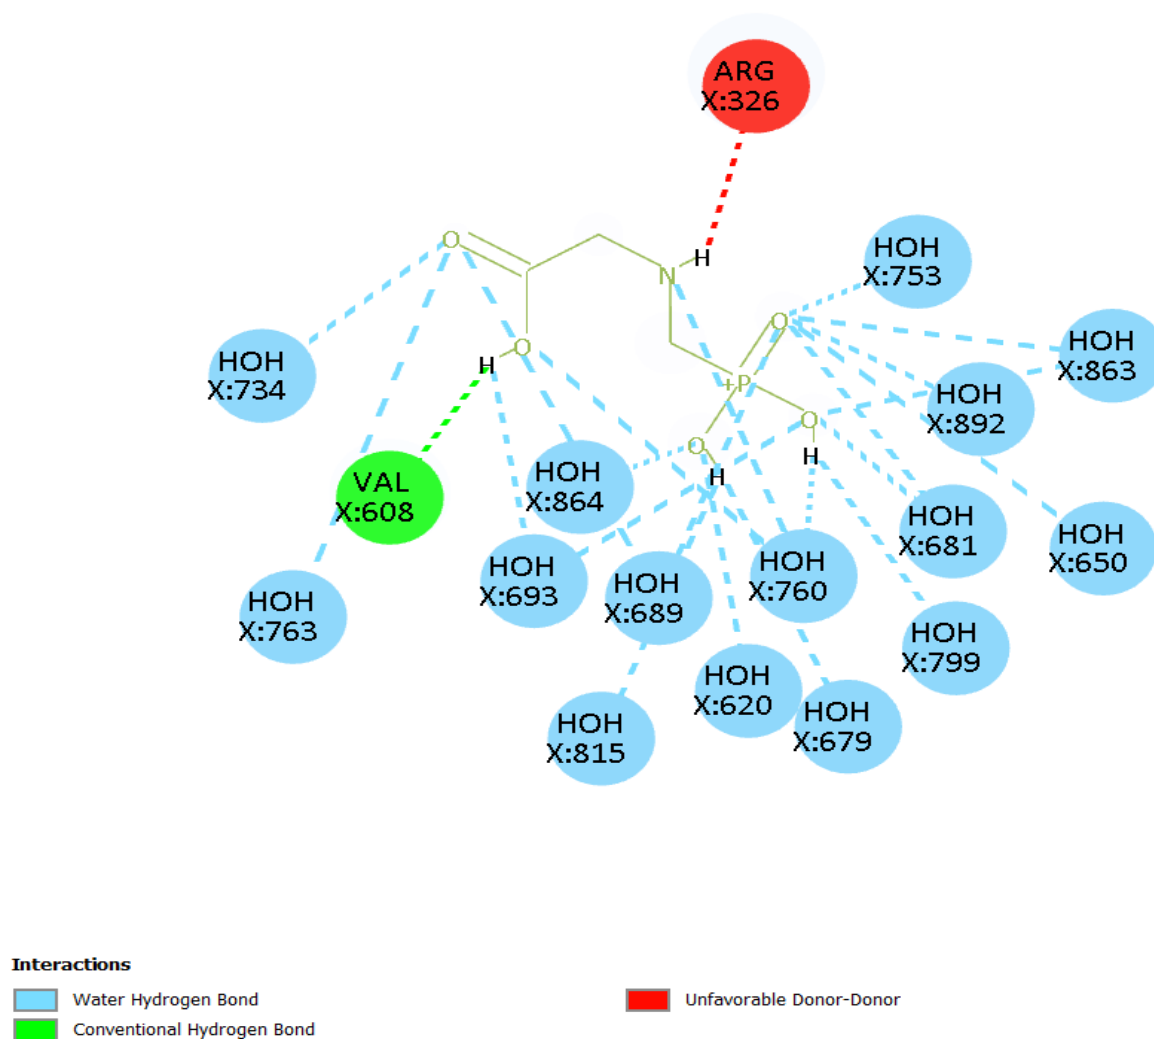 ARG
X:326
O
N
H
HOH
X:753
O
HOH
X:863
H
O
HOH
X:734
+P
HOH
X:892
O
O
H
H
VAL
X:608
HOH
X:864
HOH
X:681
HOH
X:650
HOH
X:693
HOH
X:689
HOH
X:760
HOH
X:763
HOH
X:799
HOH
X:620
HOH
X:679
HOH
X:815
Interactions
Water Hydrogen Bond
Conventional Hydrogen Bond
Unfavorable Donor-Donor